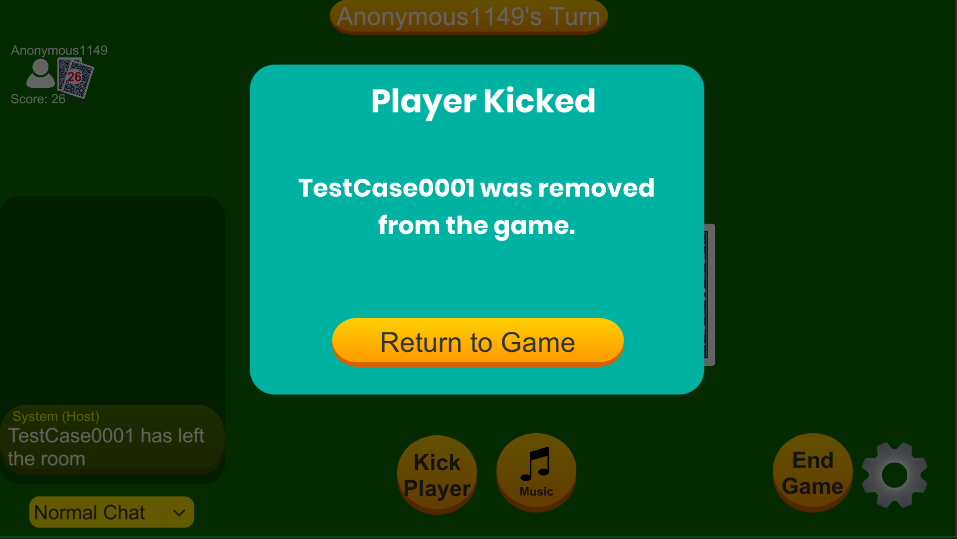 Anonymous1149's Turn
Anonymous1149
26
Score: 26
Player Kicked
TestCase0001 was removed
from the game.
Return to Game
System (Host)
TestCase0001 has left
the room
Normal Chat
Kick
Player
Music
End
Game